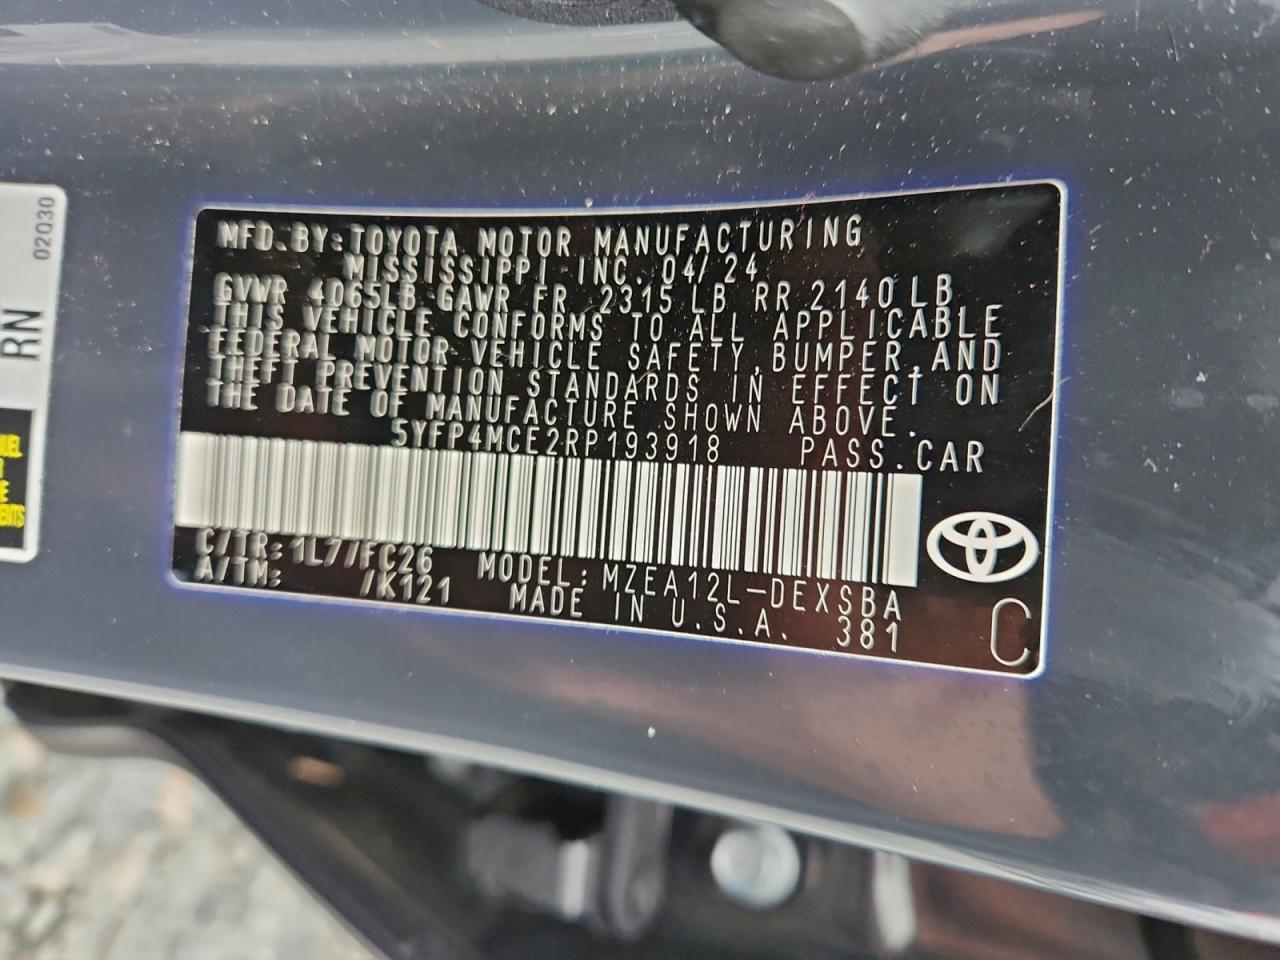 02030
RN
MFD.BY:TOYOTA MOTOR MANUFACTURING
MISSISSIPPI INC. 04/24
GVWR 4065LB GAWR FR 2315 LB RR 2140 LB
THIS VEHICLE CONFORMS TO ALL APPLICABLE
FEDERAL MOTOR VEHICLE SAFETY,BUMPER,AND
THEFT PREVENTION STANDARDS IN EFFECT ON
THE DATE OF MANUFACTURE SHOWN ABOVE.
5YFP4MCE2RP193918 PASS.CAR
C/TR:1L7/FC26 MODEL:MZEA12L-DEXSBA
A/TM: /K121 MADE IN U.S.A. 381
C